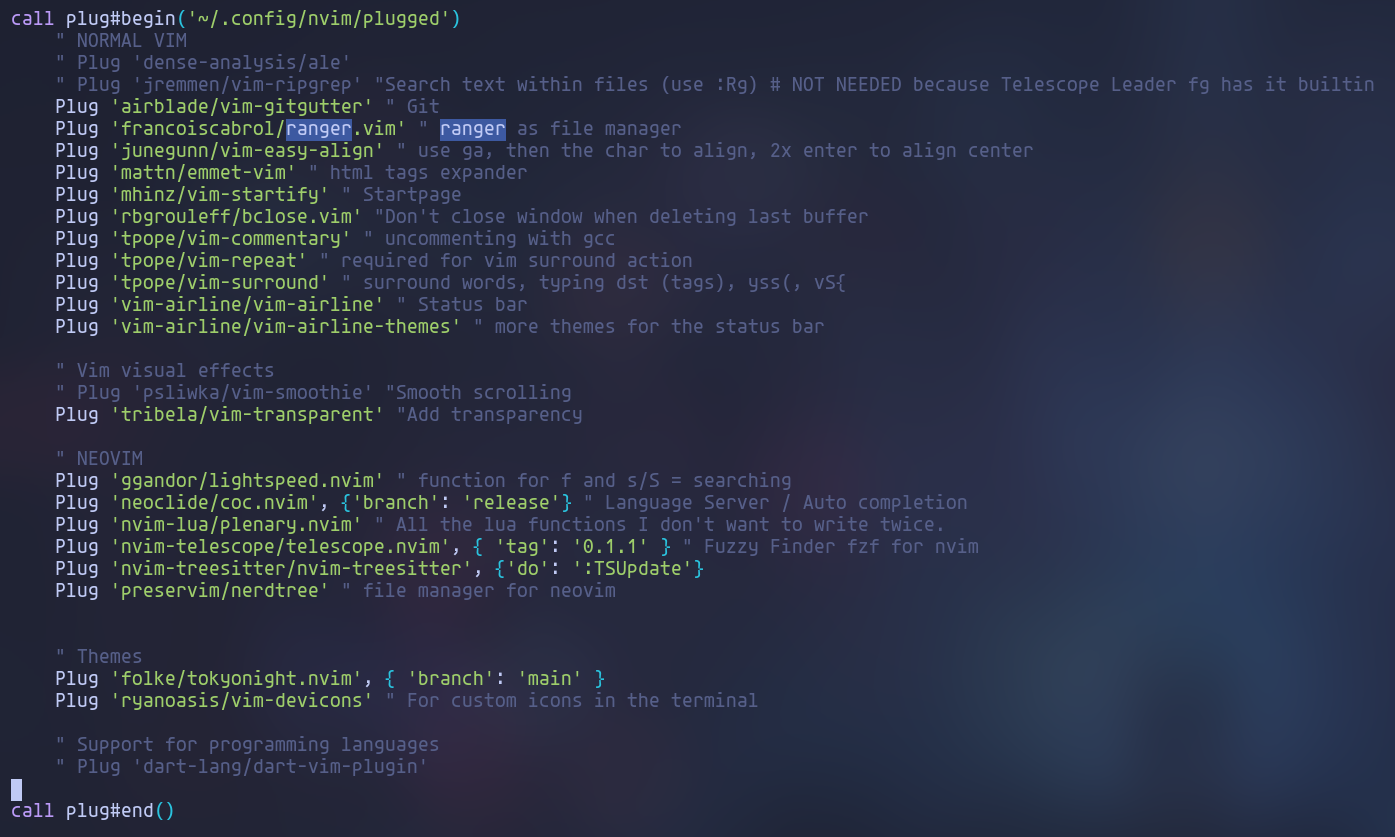 call plug#begin('~/.config/nvim/plugged')
" NORMAL VIM
" Plug 'dense-analysis/ale'
" Plug 'jremmen/vim-ripgrep' "Search text within files (use :Rg) # NOT NEEDED because Telescope Leader fg has it builtin
Plug 'airblade/vim-gitgutter' " Git
Plug 'francoiscabrol/ranger.vim' " ranger as file manager
Plug 'junegunn/vim-easy-align' " use ga, then the char to align, 2x enter to align center
Plug 'mattn/emmet-vim' " html tags expander
Plug 'mhinz/vim-startify' " Startpage
Plug 'rbgrouleff/bclose.vim' "Don't close window when deleting last buffer
Plug 'tpope/vim-commentary' " uncommenting with gcc
Plug 'tpope/vim-repeat' " required for vim surround action
Plug 'tpope/vim-surround' " surround words, typing dst (tags), yss(, vS{
Plug 'vim-airline/vim-airline' " Status bar
Plug 'vim-airline/vim-airline-themes' " more themes for the status bar
" Vim visual effects
" Plug 'psliwka/vim-smoothie' "Smooth scrolling
Plug 'tribela/vim-transparent' "Add transparency
" NEOVIM
Plug 'ggandor/lightspeed.nvim' " function for f and s/S = searching
Plug 'neoclide/coc.nvim', {'branch': 'release'} " Language Server / Auto completion
Plug 'nvim-lua/plenary.nvim' " All the lua functions I don't want to write twice.
Plug 'nvim-telescope/telescope.nvim', { 'tag': '0.1.1' } " Fuzzy Finder fzf for nvim
Plug 'nvim-treesitter/nvim-treesitter', {'do': ':TSUpdate'}
Plug 'preservim/nerdtree' " file manager for neovim
" Themes
Plug 'folke/tokyonight.nvim', { 'branch': 'main' }
Plug 'ryanoasis/vim-devicons' " For custom icons in the terminal
" Support for programming languages
" Plug 'dart-lang/dart-vim-plugin'
call plug#end()